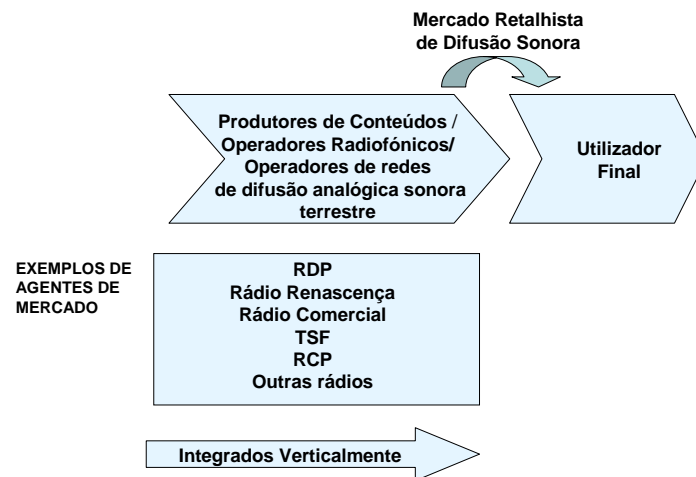 Mercado Retalhista
de Difusão Sonora
Produtores de Conteúdos /
Operadores Radiofónicos/
Operadores de redes
de difusão analógica sonora
terrestre
Utilizador
Final
EXEMPLOS DE
AGENTES DE
MERCADO
RDP
Rádio Renascença
Rádio Comercial
TSF
RCP
Outras rádios
Integrados Verticalmente